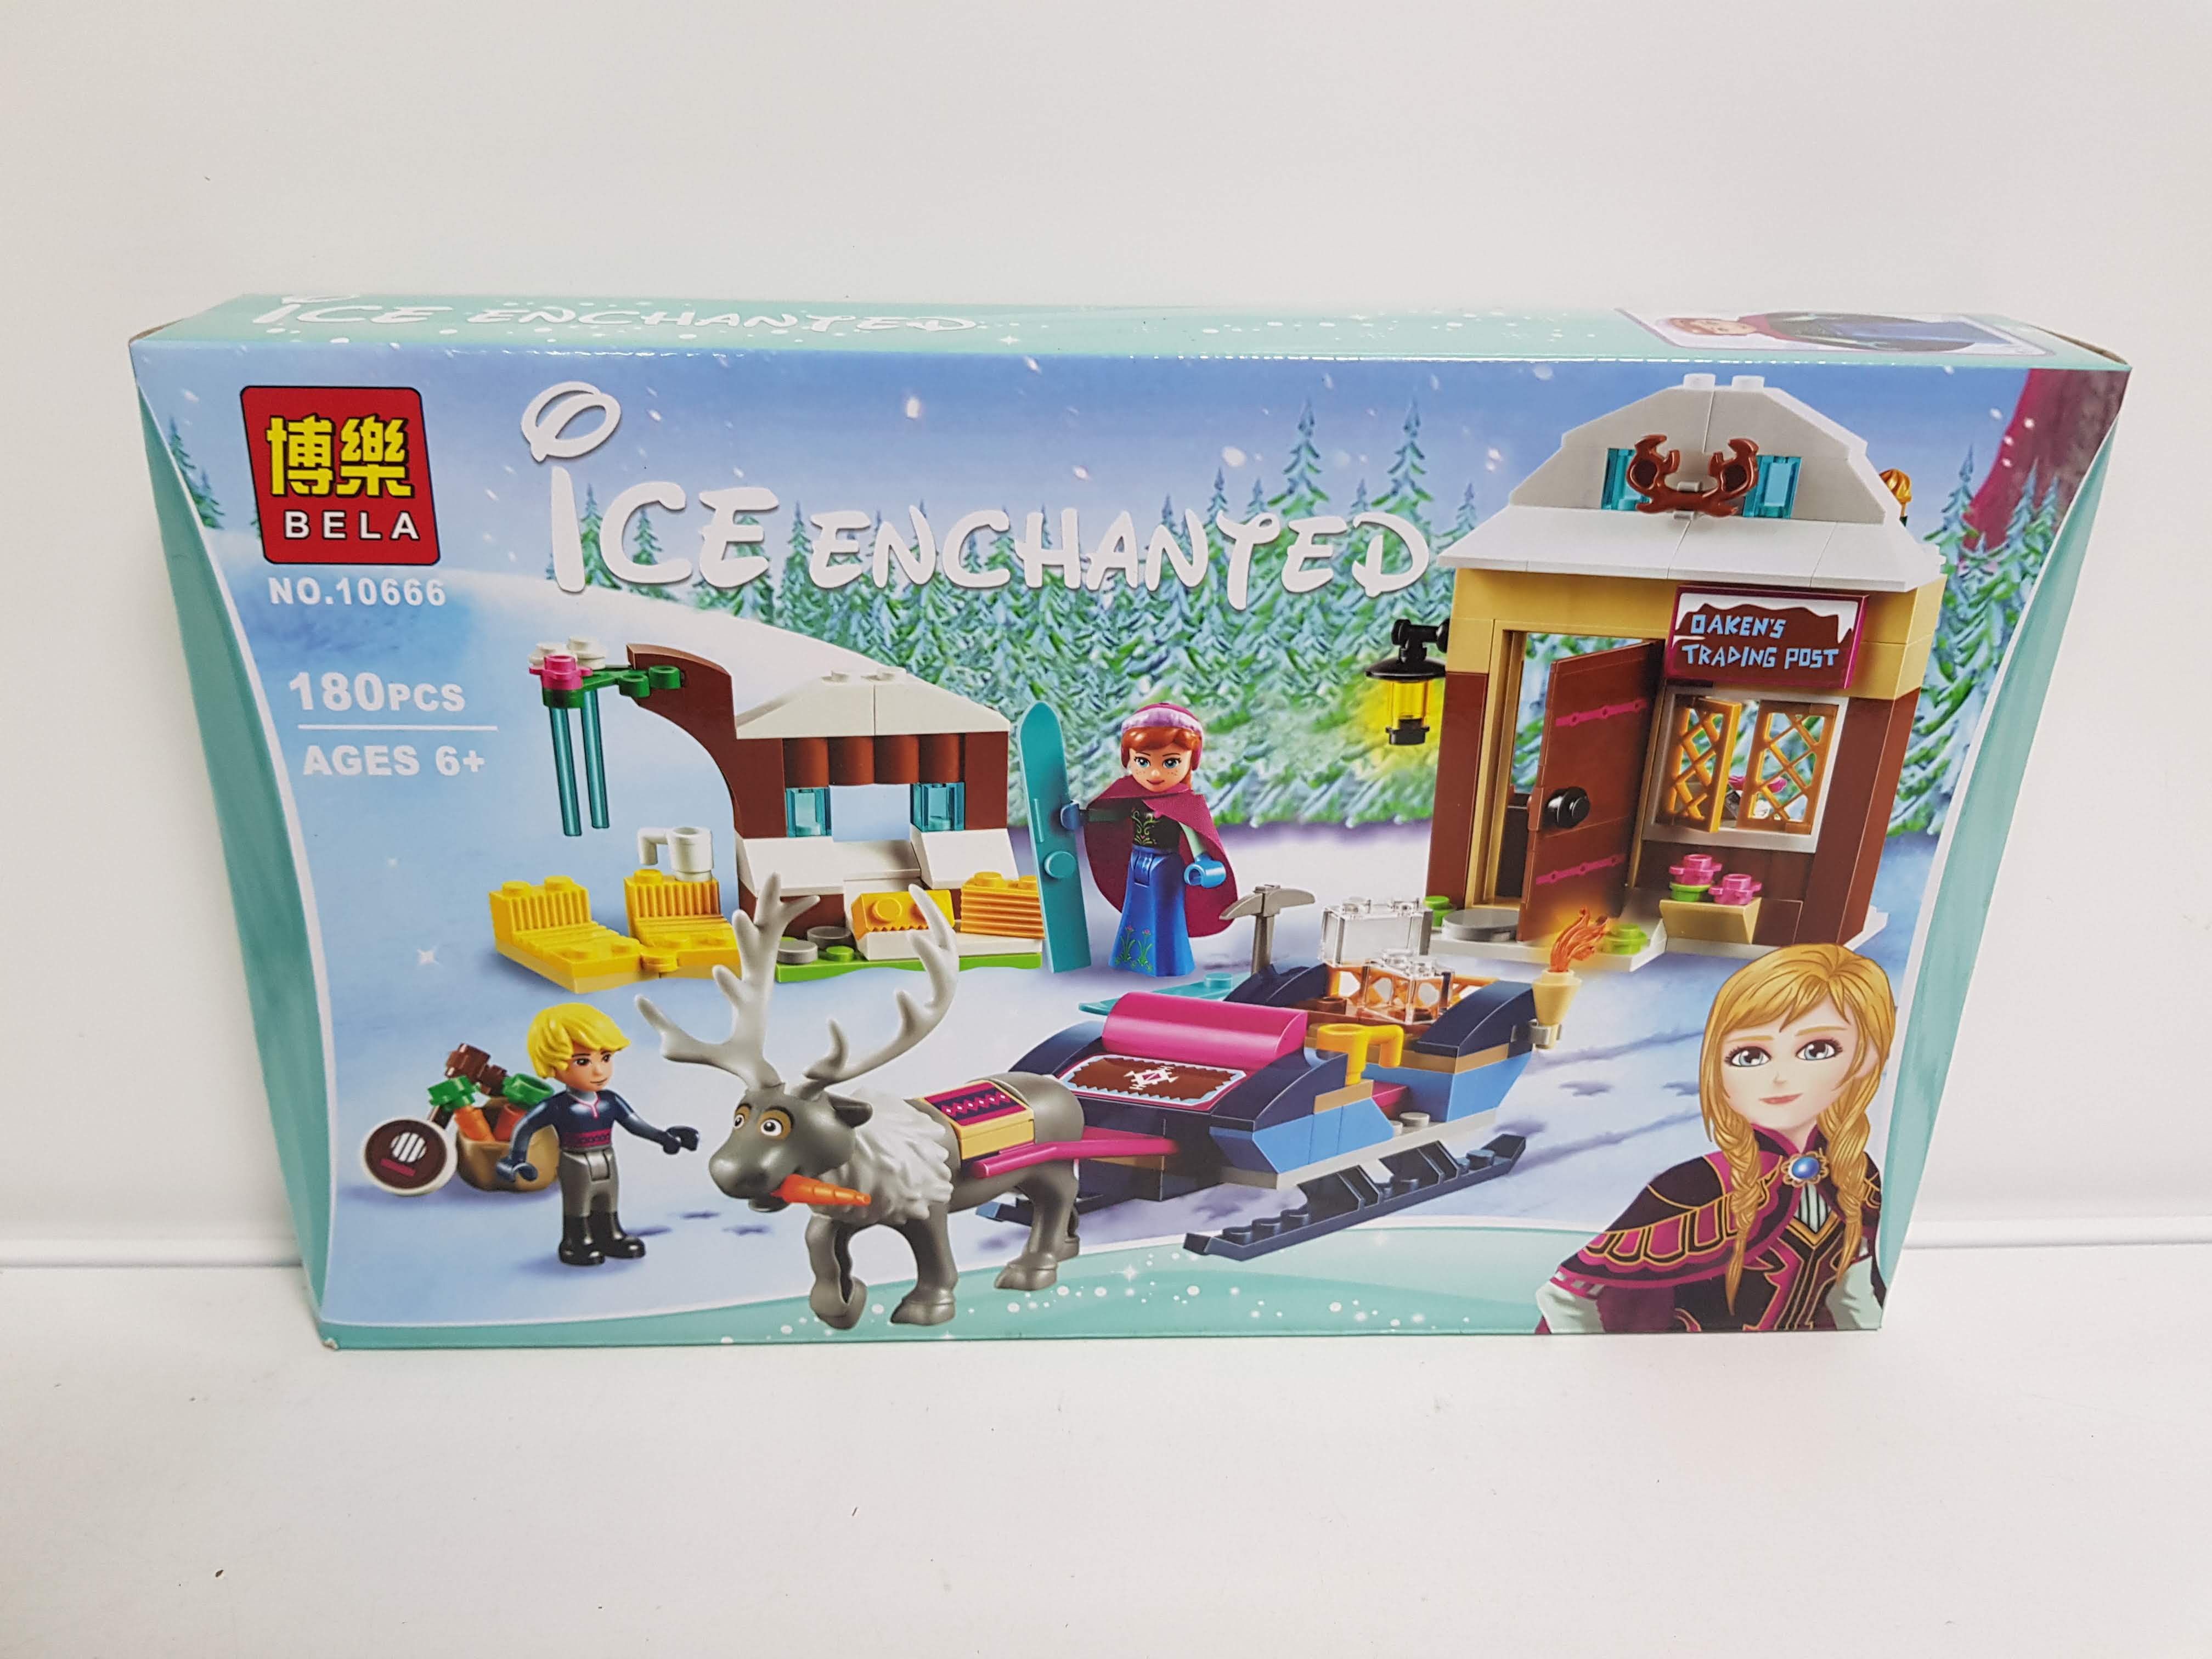 ICE ENCHANTED
博樂
BELA
NO.10666
180PCS
AGES 6+
ICE ENCHANTED
OAKEN'S
TRADING POST